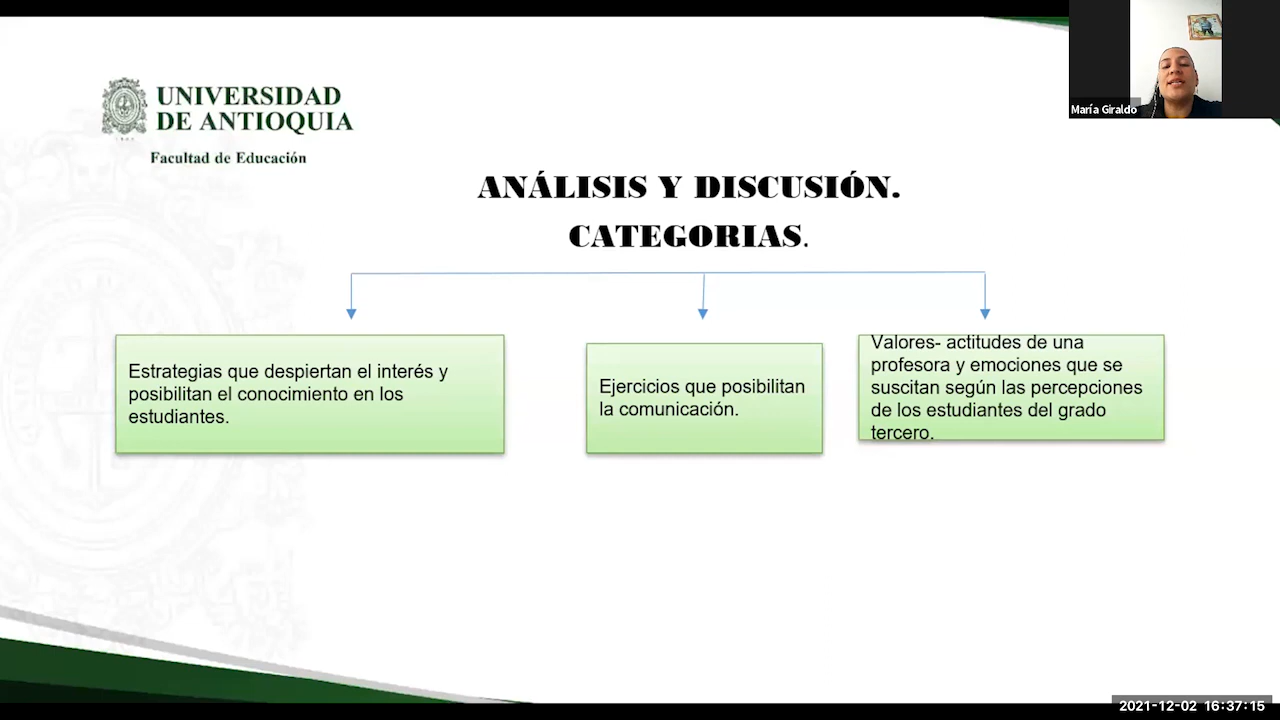 María Giraldo
UNIVERSIDAD
DE ANTIOQUIA
Facultad de Educación
ANÁLISIS Y DISCUSIÓN.
CATEGORIAS.
Estrategias que despiertan el interés y
posibilitan el conocimiento en los
estudiantes.
Ejercicios que posibilitan
la comunicación.
Valores- actitudes de una
profesora y emociones que se
suscitan según las percepciones
de los estudiantes del grado
tercero.
2021-12-02 16:37:15